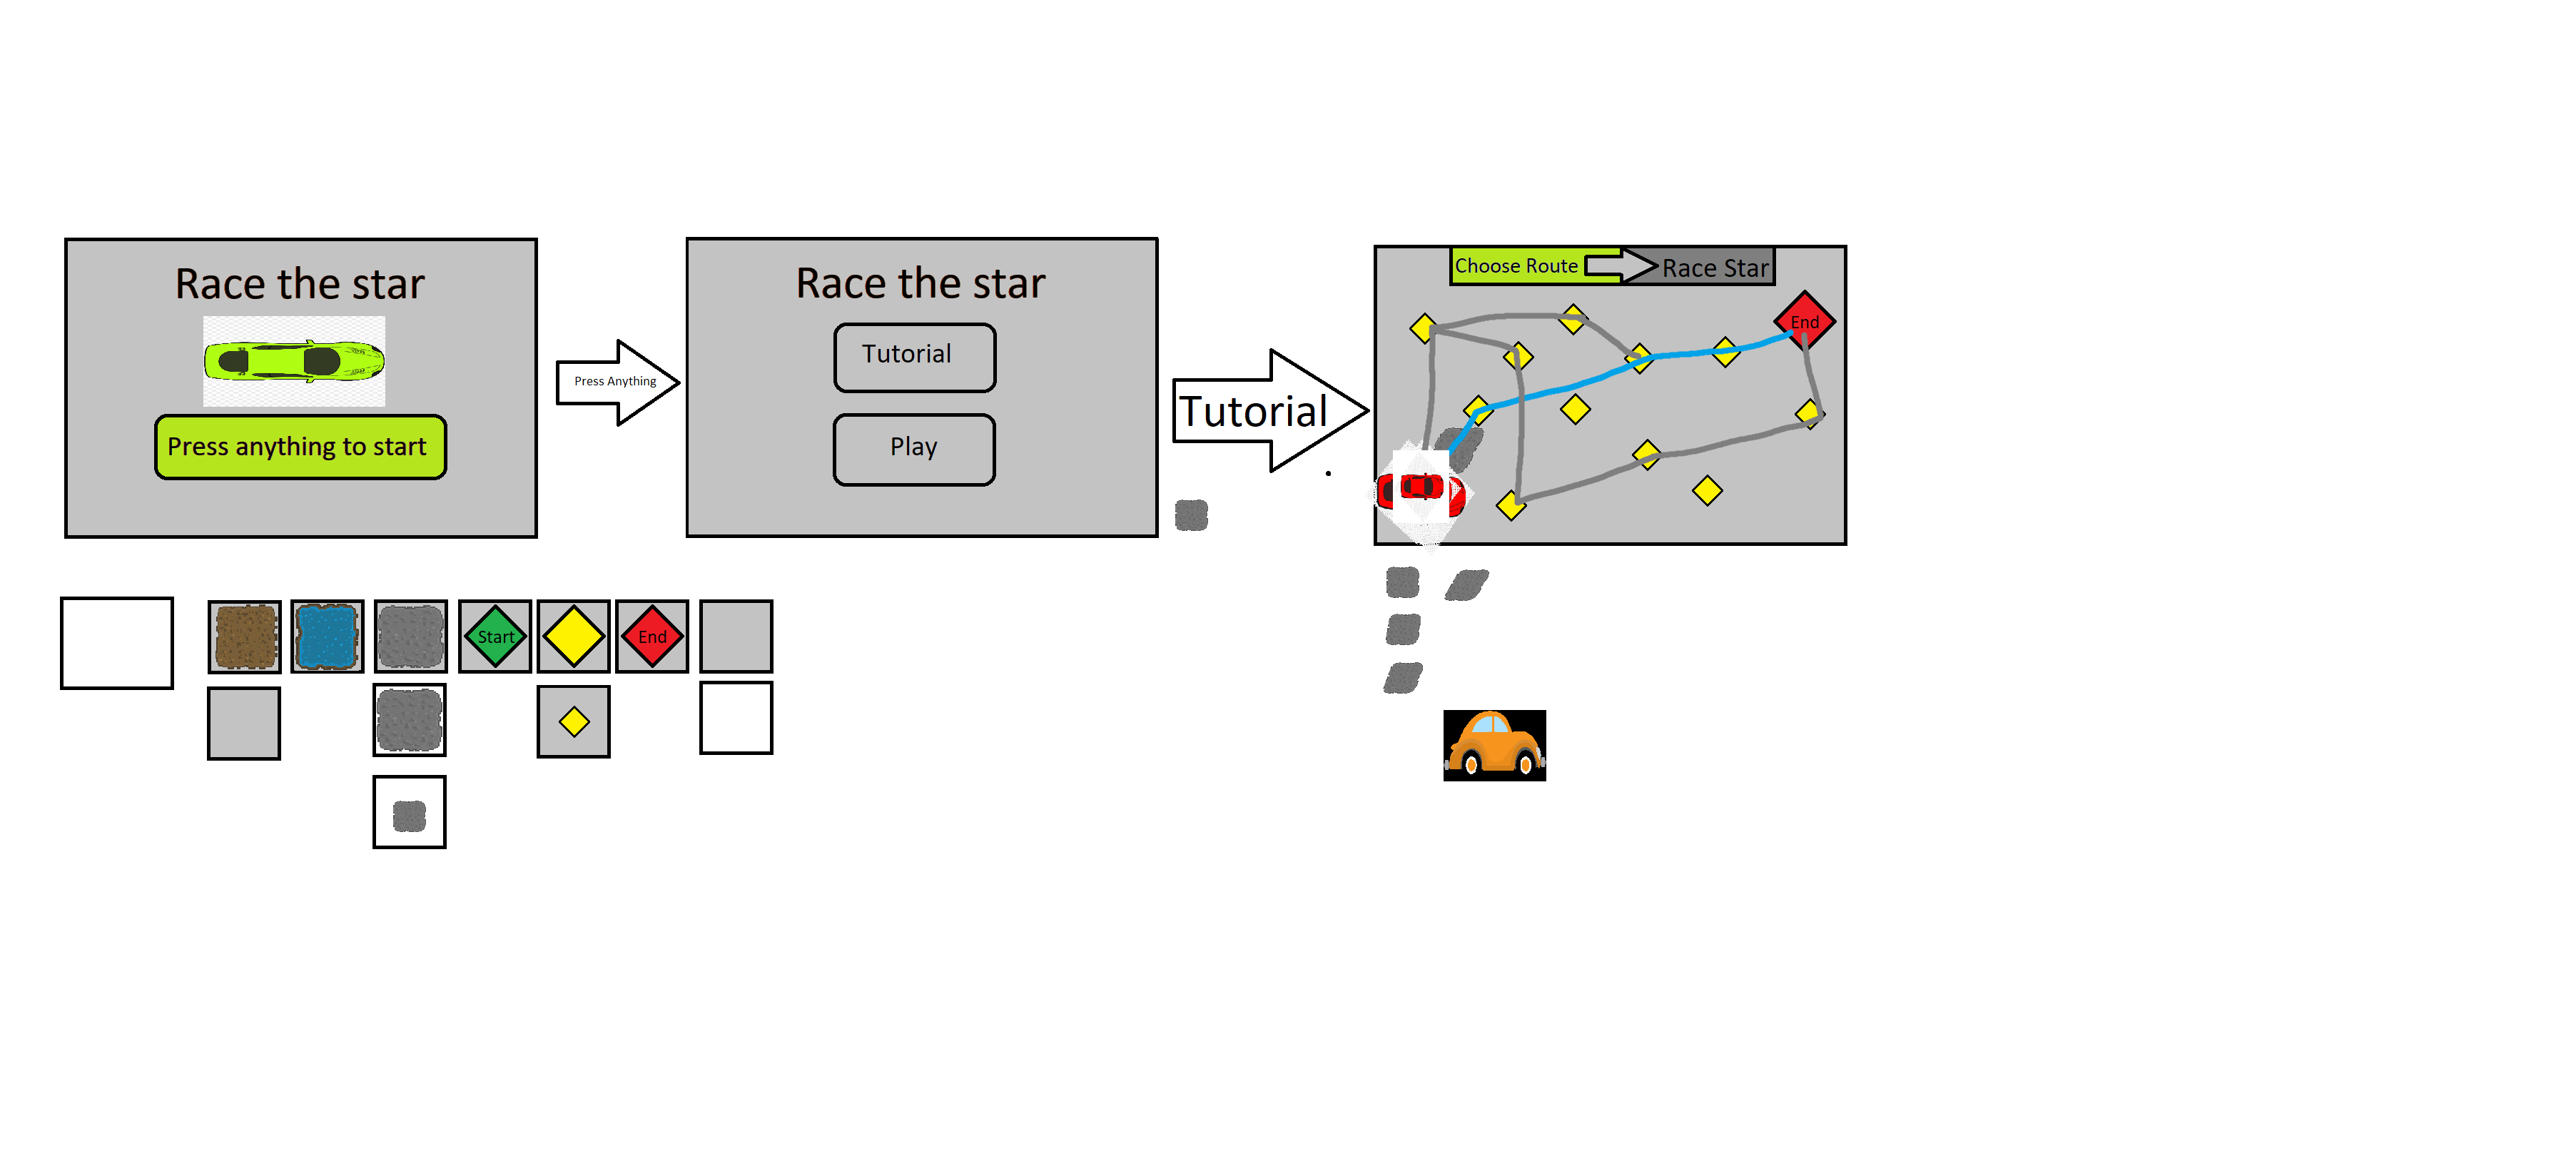 Race the star
Press anything to start
Press Anything
Race the star
Tutorial
Play
Tutorial
Choose Route
Race Star
End
Start
End